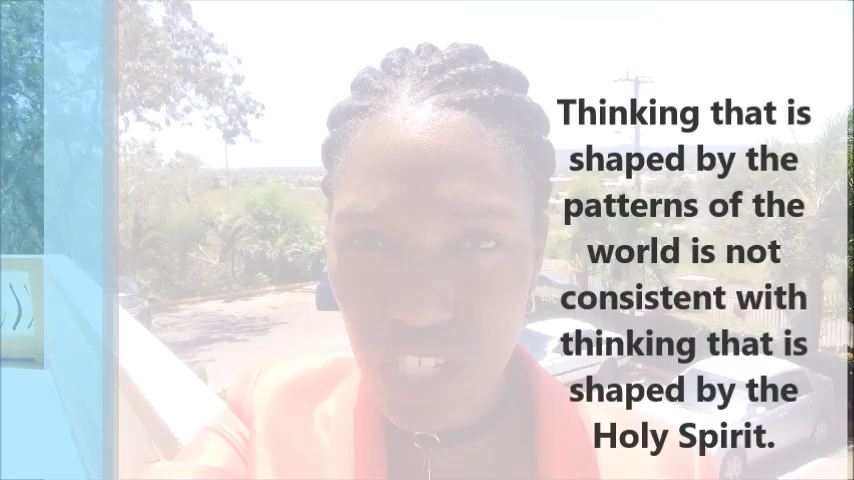 Thinking that is
shaped by the
patterns of the
world is not
consistent with
thinking that is
shaped by the
Holy Spirit.